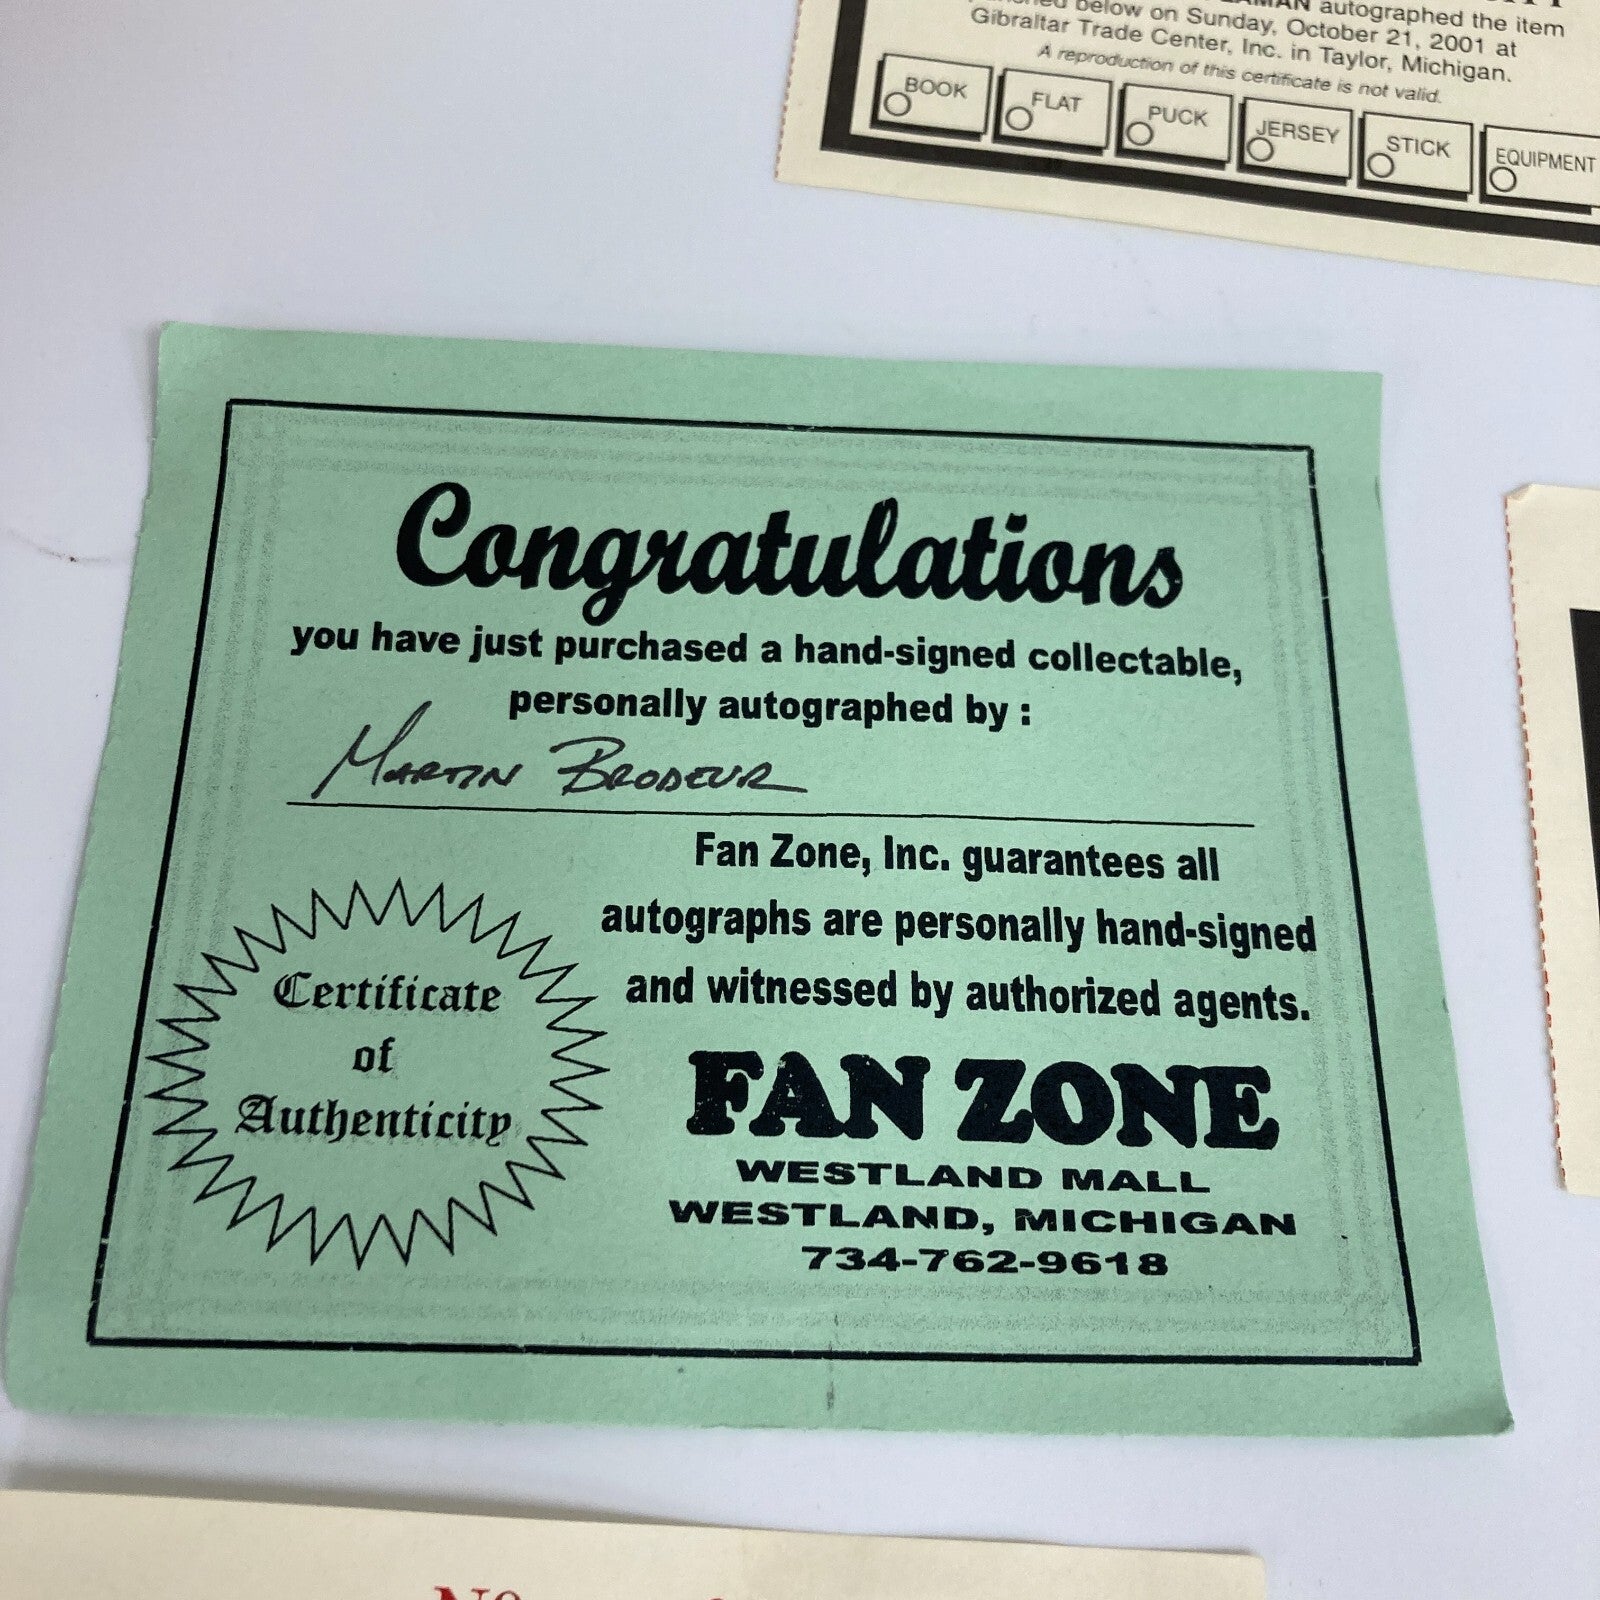 autographed the item
below on Sunday, October 21, 2001 at
Gibraltar Trade Center, Inc. in Taylor, Michigan.
A reproduction of this certificate is not valid.
BOOK FLAT PUCK JERSEY STICK EQUIPMENT
Congratulations
you have just purchased a hand-signed collectable,
personally autographed by :
Martin Brodeur
Fan Zone, Inc. guarantees all
autographs are personally hand-signed
and witnessed by authorized agents.
Certificate
of
Authenticity
FAN ZONE
WESTLAND MALL
WESTLAND, MICHIGAN
734-762-9618
Nº